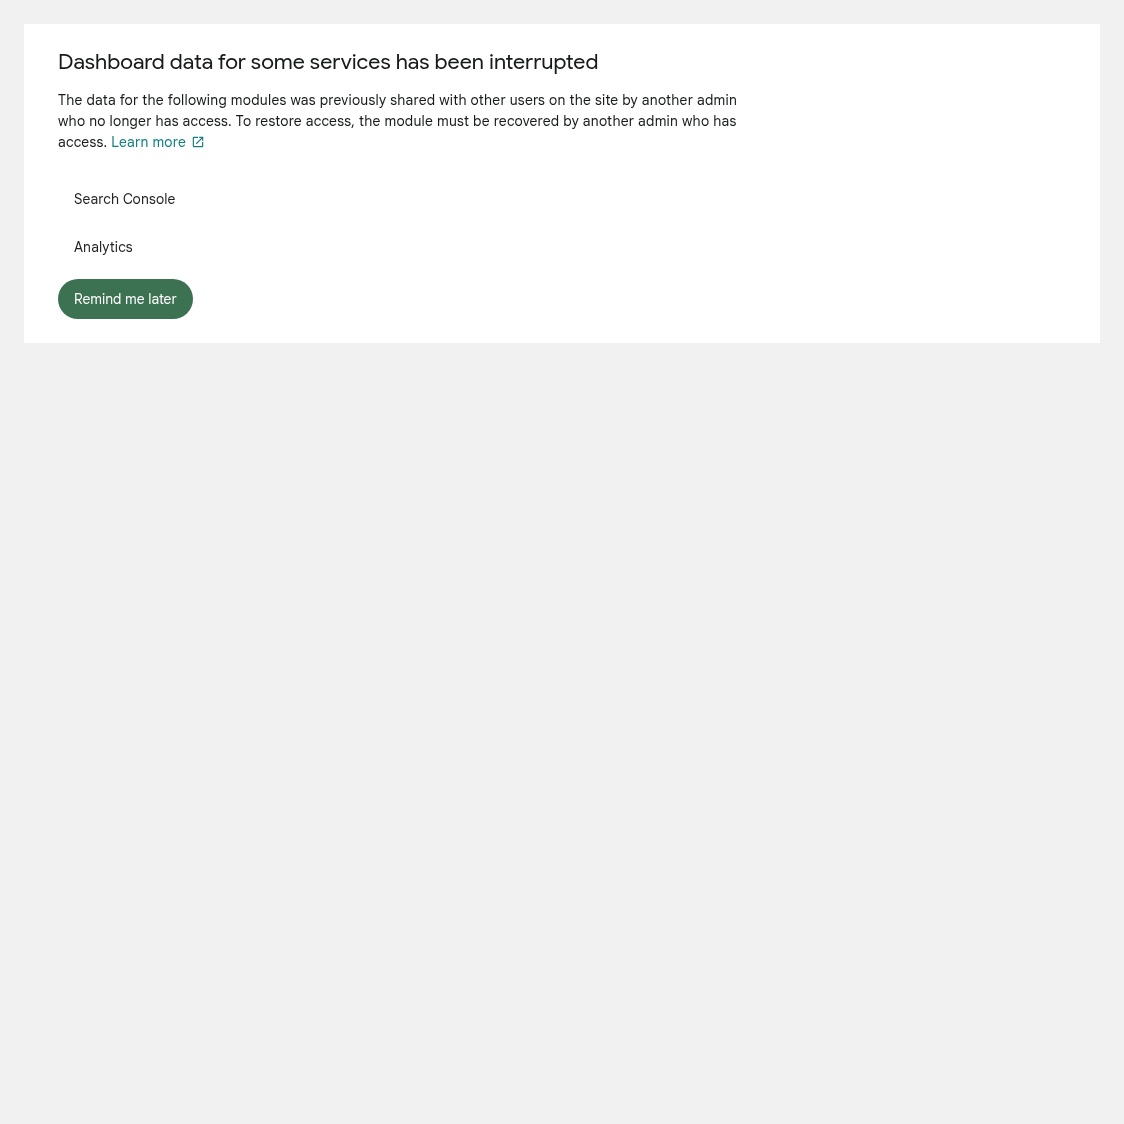 Dashboard data for some services has been interrupted
The data for the following modules was previously shared with other users on the site by another admin
who no longer has access. To restore access, the module must be recovered by another admin who has
access. Learn more
Search Console
Analytics
Remind me later